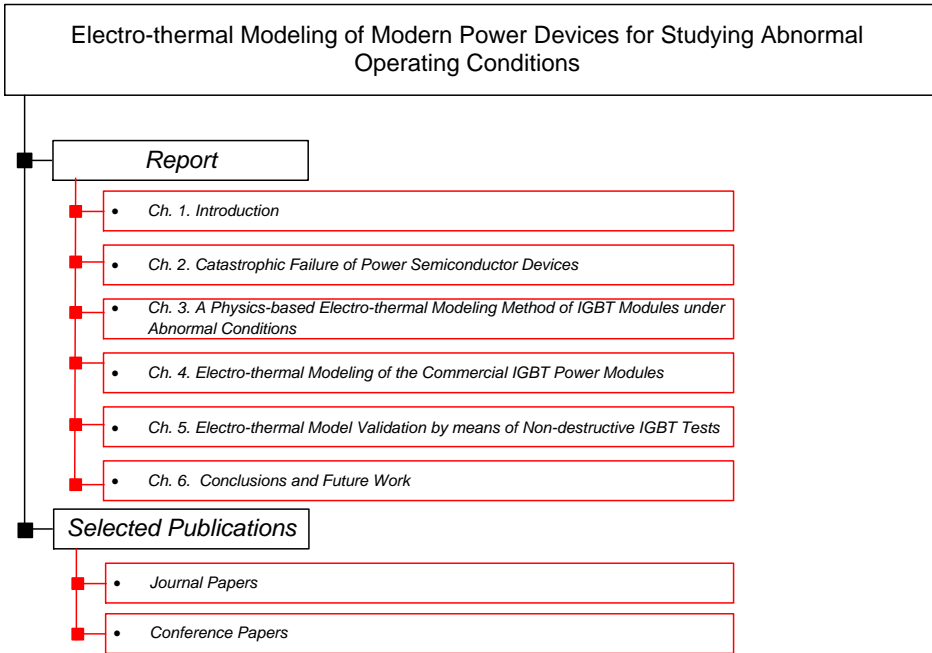 Electro-thermal Modeling of Modern Power Devices for Studying Abnormal
Operating Conditions
Report
• Ch. 1. Introduction
• Ch. 2. Catastrophic Failure of Power Semiconductor Devices
• Ch. 3. A Physics-based Electro-thermal Modeling Method of IGBT Modules under
Abnormal Conditions
• Ch. 4. Electro-thermal Modeling of the Commercial IGBT Power Modules
• Ch. 5. Electro-thermal Model Validation by means of Non-destructive IGBT Tests
• Ch. 6. Conclusions and Future Work
Selected Publications
• Journal Papers
• Conference Papers